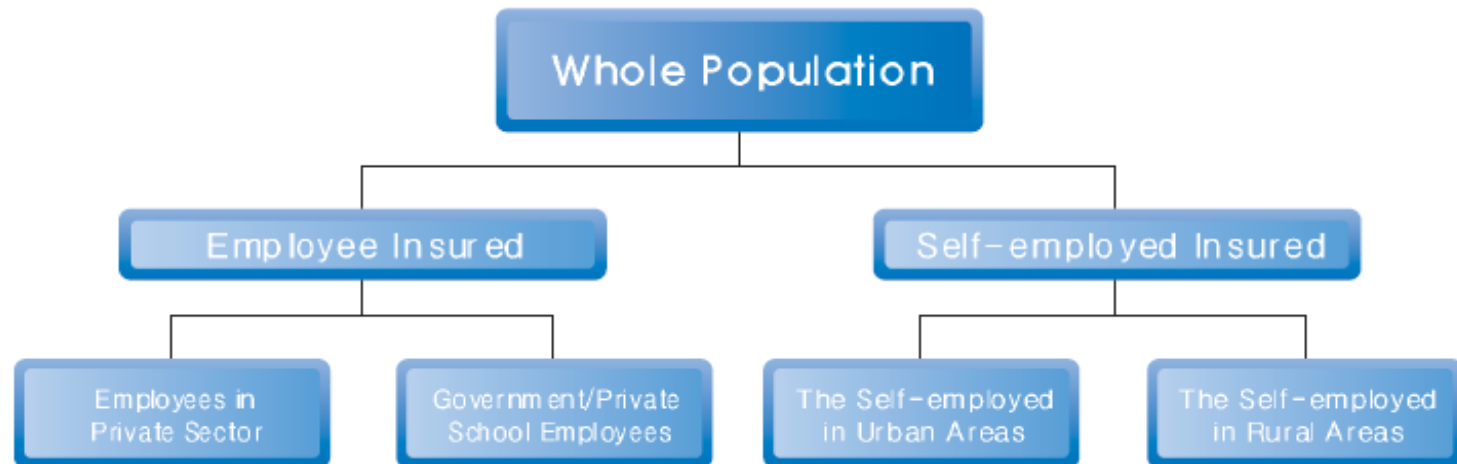 Whole Population
Employee Insured
Self-employed Insured
Employees in
Private Sector
Government/Private
School Employees
The Self-employed
in Urban Areas
The Self-employed
in Rural Areas